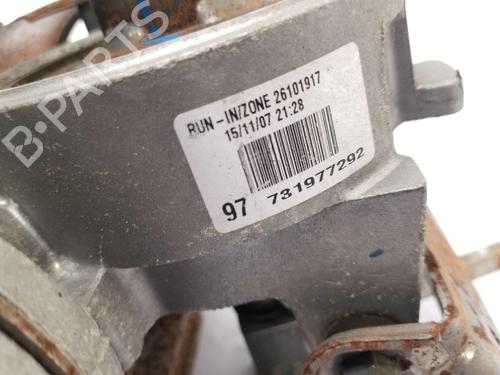 B-PARTS
RUN-IN/ZONE 26101917
15/11/07 21:28
97 731977292